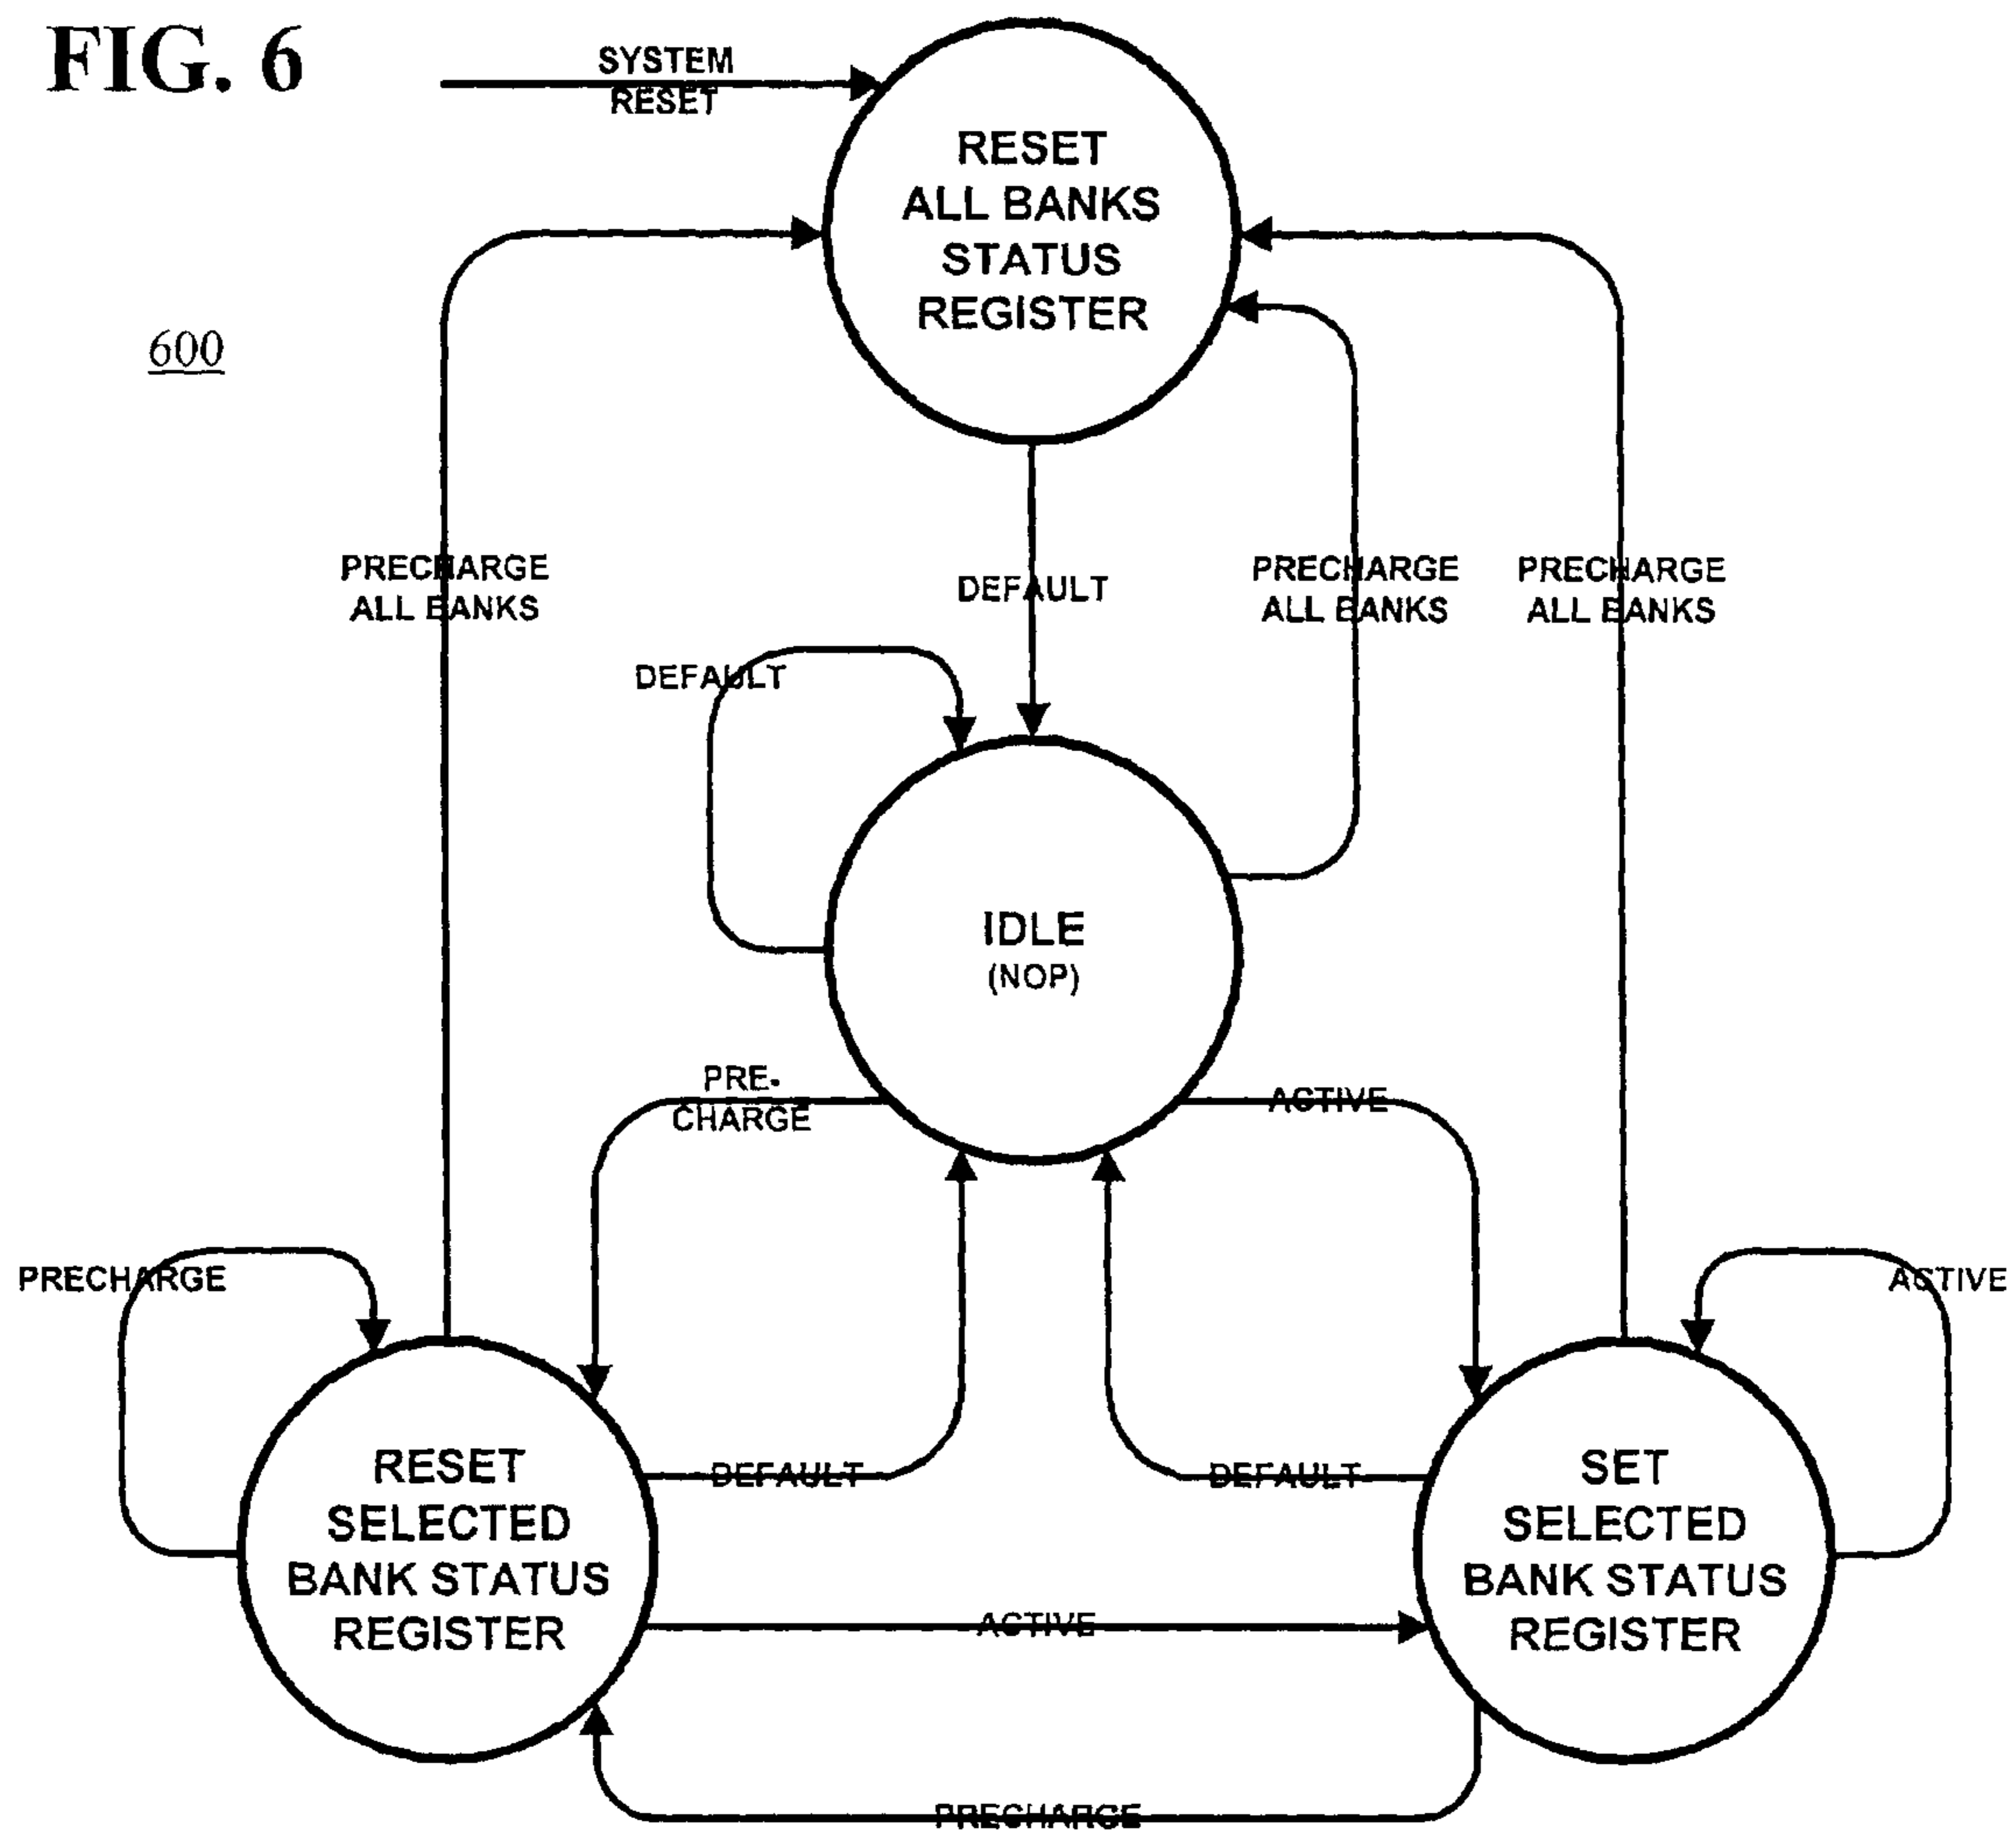 FIG. 6
SYSTEM
RESET
RESET
ALL BANKS
STATUS
REGISTER
600
PRECHARGE
ALL BANKS
DEFAULT
PRECHARGE
ALL BANKS
PRECHARGE
ALL BANKS
DEFAULT
IDLE
(NOP)
PRE-
CHARGE
ACTIVE
PRECHARGE
ACTIVE
RESET
SELECTED
BANK STATUS
REGISTER
DEFAULT
DEFAULT
SET
SELECTED
BANK STATUS
REGISTER
ACTIVE
PRECHARGE